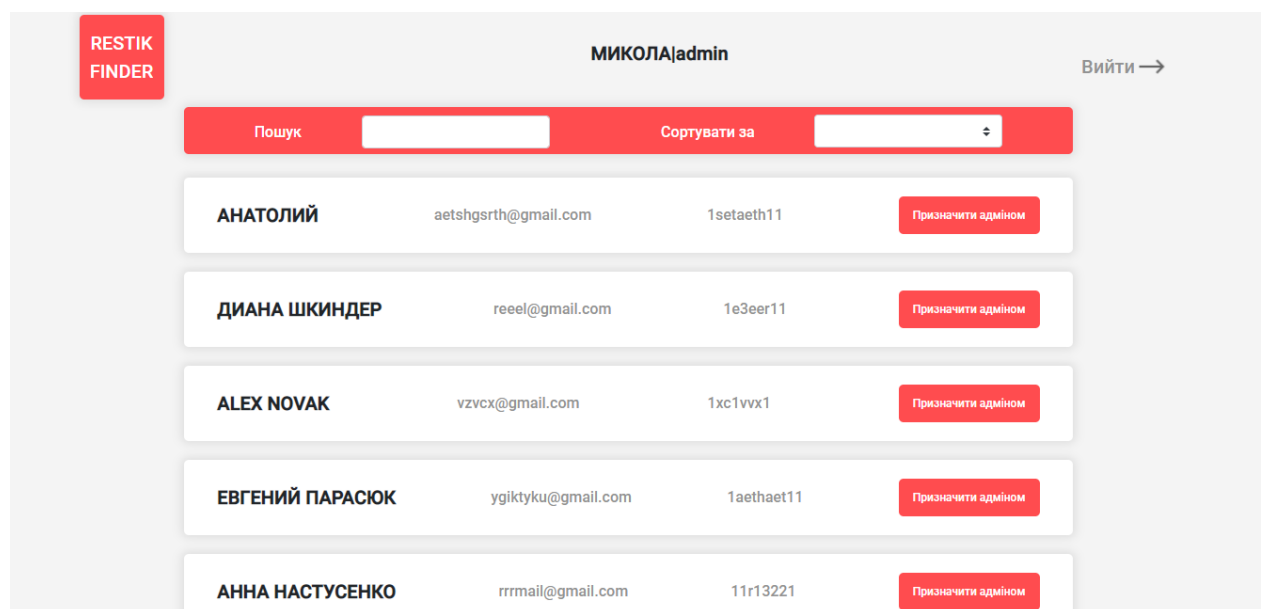 RESTIK
FINDER
МИКОЛА|admin
Вийти
Пошук
Сортувати за
АНАТОЛИЙ aetshgsrth@gmail.com 1setaeth11 Призначити адміном
ДИАНА ШКИНДЕР reeel@gmail.com 1e3eer11 Призначити адміном
ALEX NOVAK vzvcx@gmail.com 1xc1vvx1 Призначити адміном
ЕВГЕНИЙ ПАРАСЮК ygiktyku@gmail.com 1aethaet11 Призначити адміном
АННА НАСТУСЕНКО rrrmail@gmail.com 11r13221 Призначити адміном